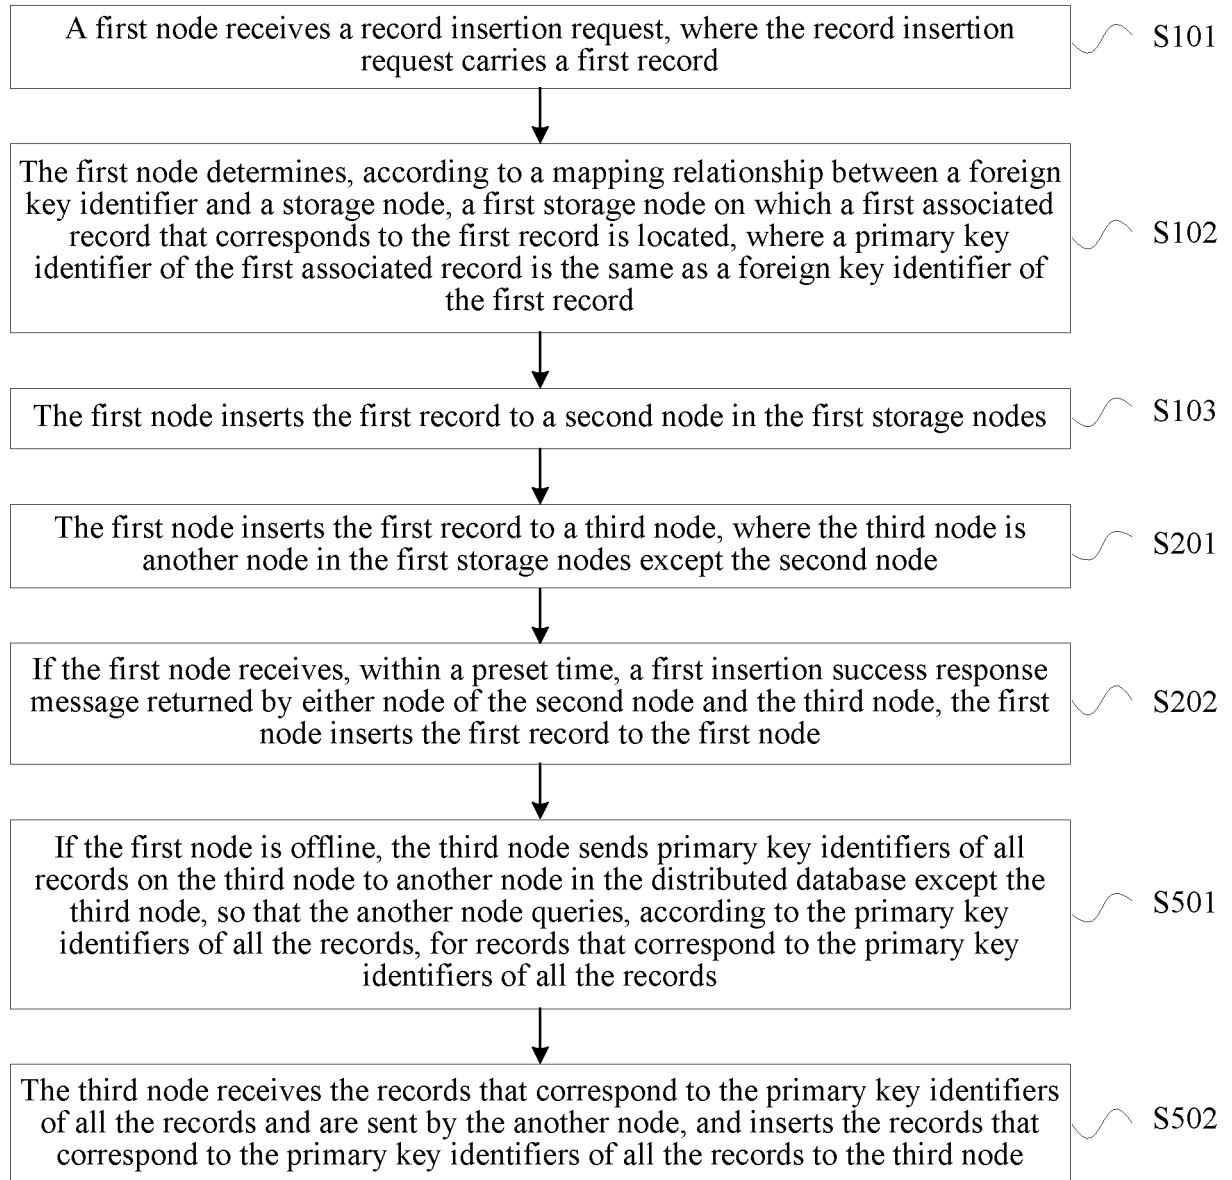 A first node receives a record insertion request, where the record insertion
request carries a first record
S101
The first node determines, according to a mapping relationship between a foreign
key identifier and a storage node, a first storage node on which a first associated
record that corresponds to the first record is located, where a primary key
identifier of the first associated record is the same as a foreign key identifier of
the first record
S102
The first node inserts the first record to a second node in the first storage nodes
S103
The first node inserts the first record to a third node, where the third node is
another node in the first storage nodes except the second node
S201
If the first node receives, within a preset time, a first insertion success response
message returned by either node of the second node and the third node, the first
node inserts the first record to the first node
S202
If the first node is offline, the third node sends primary key identifiers of all
records on the third node to another node in the distributed database except the
third node, so that the another node queries, according to the primary key
identifiers of all the records, for records that correspond to the primary key
identifiers of all the records
S501
The third node receives the records that correspond to the primary key identifiers
of all the records and are sent by the another node, and inserts the records that
correspond to the primary key identifiers of all the records to the third node
S502